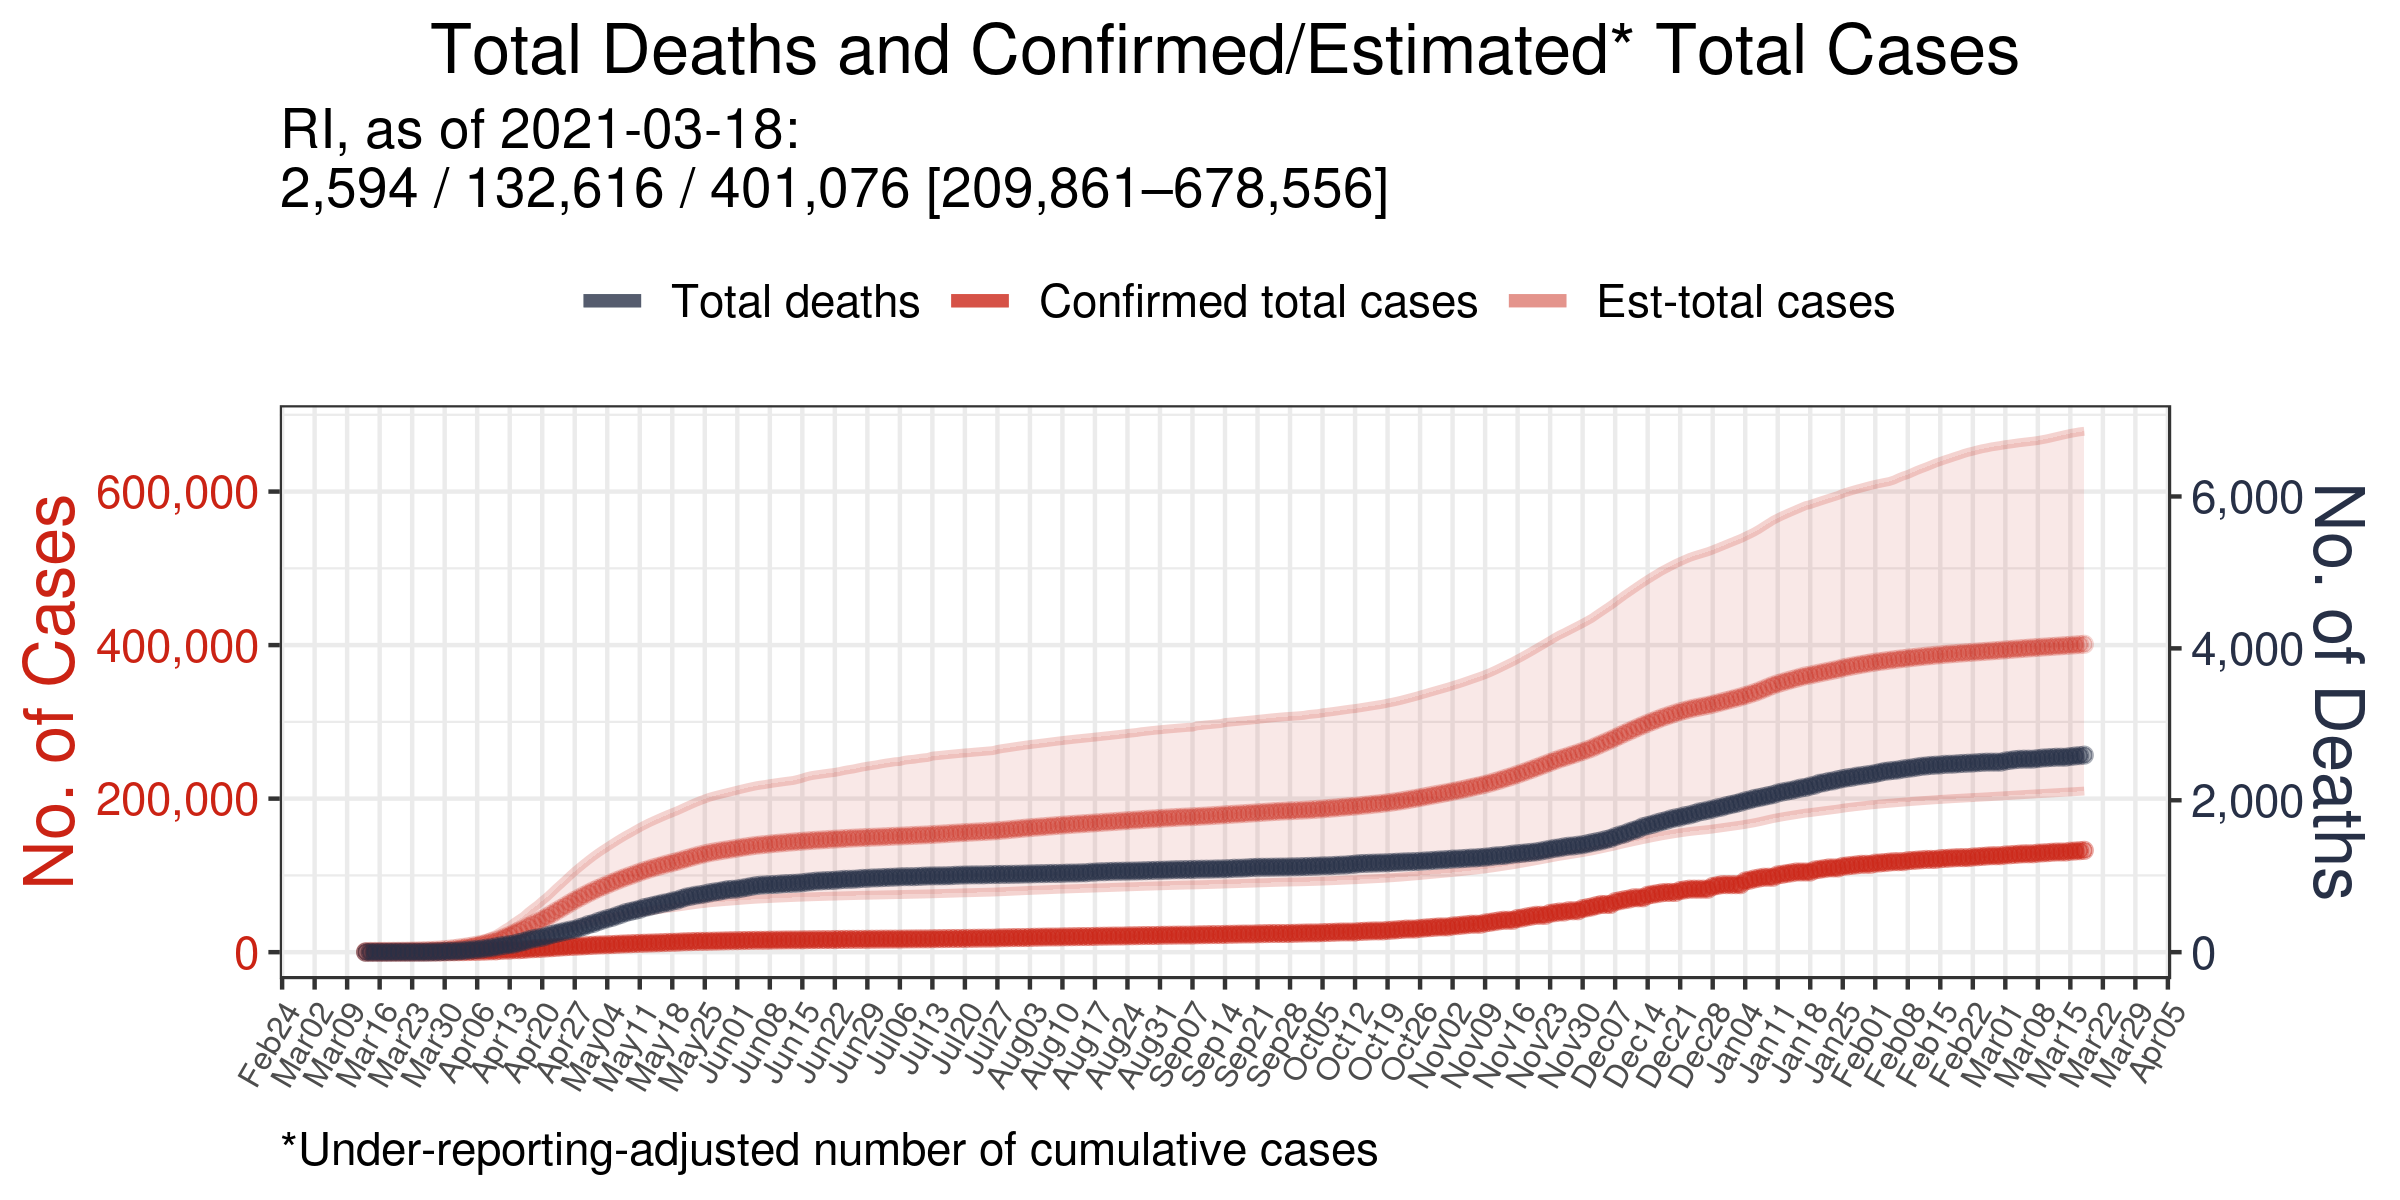 Total Deaths and Confirmed/Estimated* Total Cases
RI, as of 2021-03-18:
2,594 / 132,616 / 401,076 [209,861–678,556]
Total deaths
Confirmed total cases
Est-total cases
No. of Cases
600,000
400,000
200,000
0
6,000
4,000
2,000
0
No. of Deaths
Feb24
Mar02
Mar09
Mar16
Mar23
Mar30
Apr06
Apr13
Apr20
Apr27
May04
May11
May18
May25
Jun01
Jun08
Jun15
Jun22
Jun29
Jul06
Jul13
Jul20
Jul27
Aug03
Aug10
Aug17
Aug24
Aug31
Sep07
Sep14
Sep21
Sep28
Oct05
Oct12
Oct19
Oct26
Nov02
Nov09
Nov16
Nov23
Nov30
Dec07
Dec14
Dec21
Dec28
Jan04
Jan11
Jan18
Jan25
Feb01
Feb08
Feb15
Feb22
Mar01
Mar08
Mar15
Mar22
Mar29
Apr05
*Under-reporting-adjusted number of cumulative cases